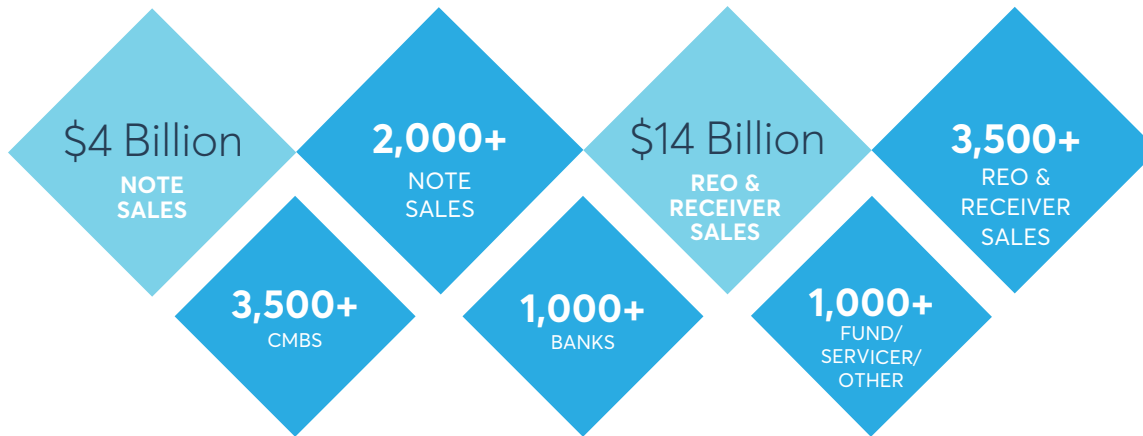 $4 Billion
NOTE
SALES
2,000+
NOTE
SALES
$14 Billion
REO &
RECEIVER
SALES
3,500+
REO &
RECEIVER
SALES
3,500+
CMBS
1,000+
BANKS
1,000+
FUND/
SERVICER/
OTHER